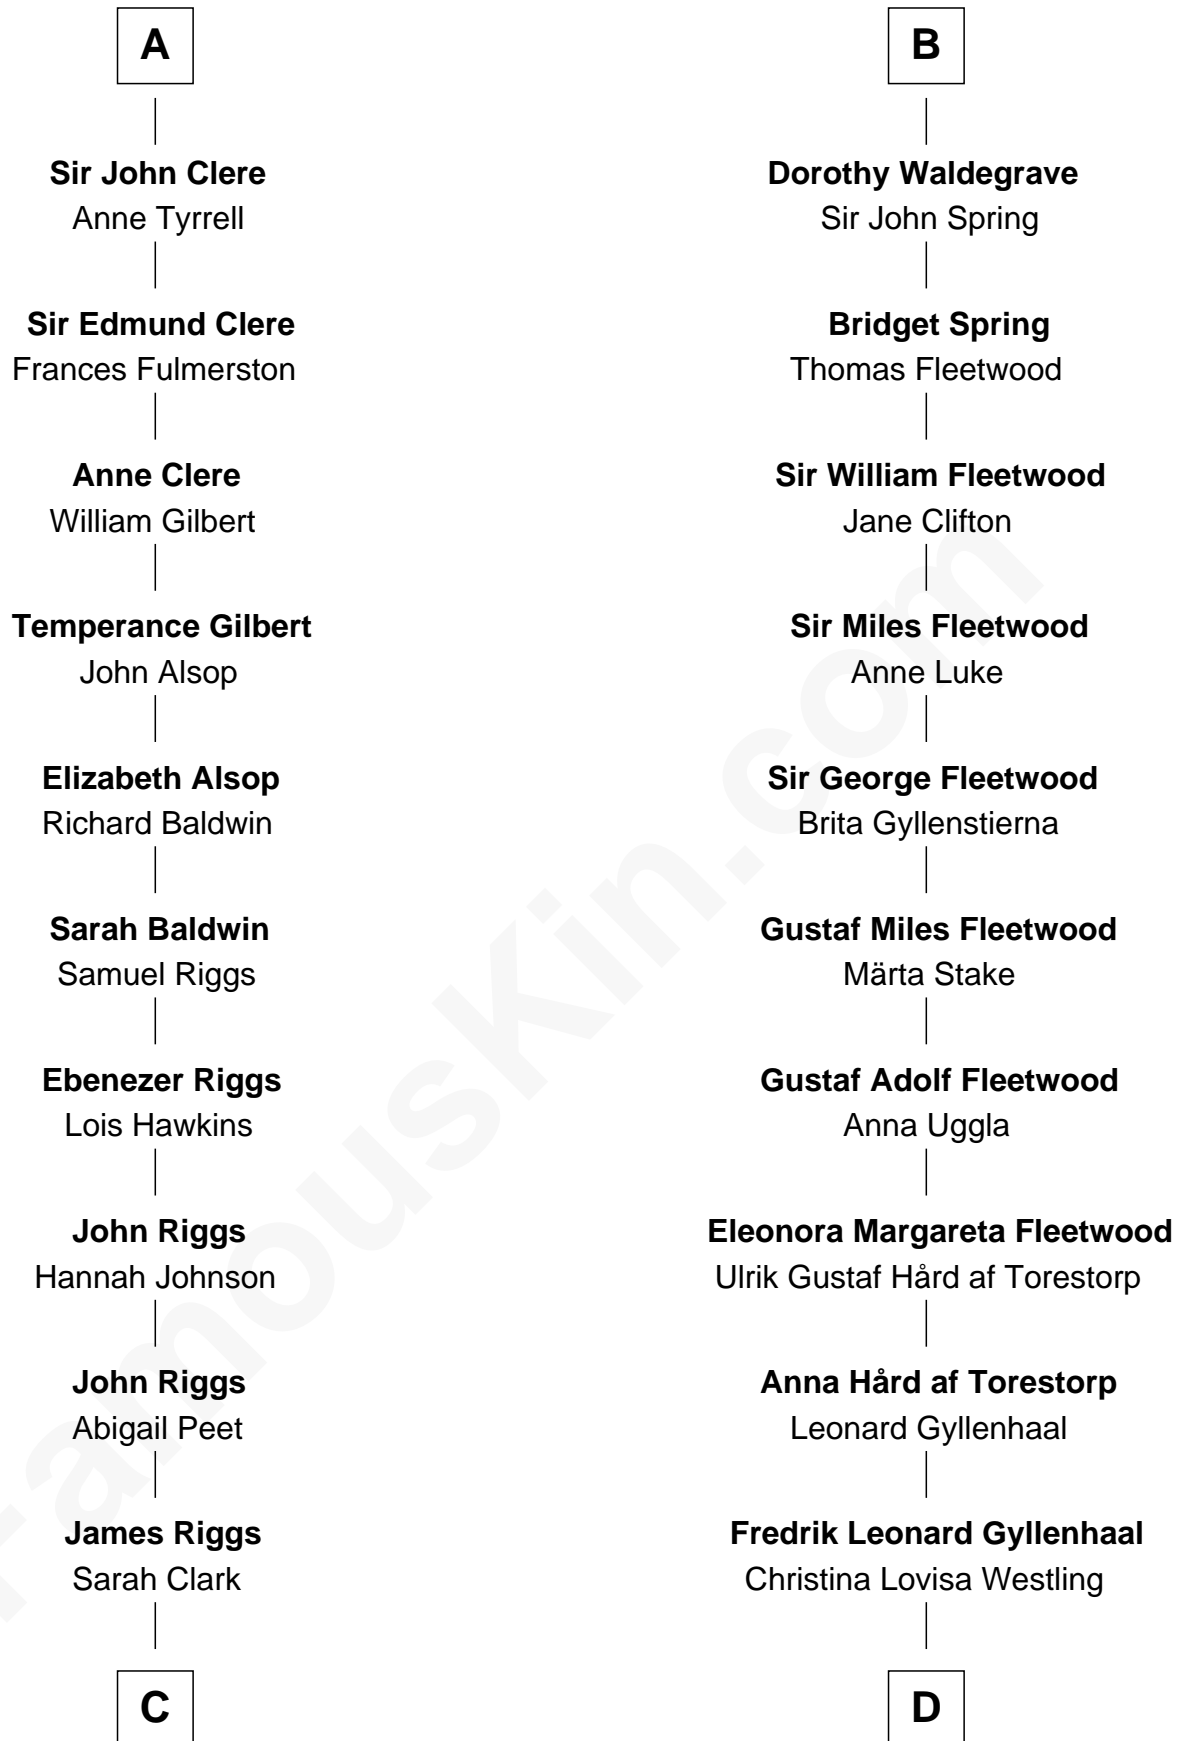 A
Sir John Clere
Anne Tyrrell
Sir Edmund Clere
Frances Fulmerston
Anne Clere
William Gilbert
Temperance Gilbert
John Alsop
Elizabeth Alsop
Richard Baldwin
Sarah Baldwin
Samuel Riggs
Ebenezer Riggs
Lois Hawkins
John Riggs
Hannah Johnson
John Riggs
Abigail Peet
James Riggs
Sarah Clark
C
B
Dorothy Waldegrave
Sir John Spring
Bridget Spring
Thomas Fleetwood
Sir William Fleetwood
Jane Clifton
Sir Miles Fleetwood
Anne Luke
Sir George Fleetwood
Brita Gyllenstierna
Gustaf Miles Fleetwood
Märta Stake
Gustaf Adolf Fleetwood
Anna Uggla
Eleonora Margareta Fleetwood
Ulrik Gustaf Hård af Torestorp
Anna Hård af Torestorp
Leonard Gyllenhaal
Fredrik Leonard Gyllenhaal
Christina Lovisa Westling
D
FamousKin.com